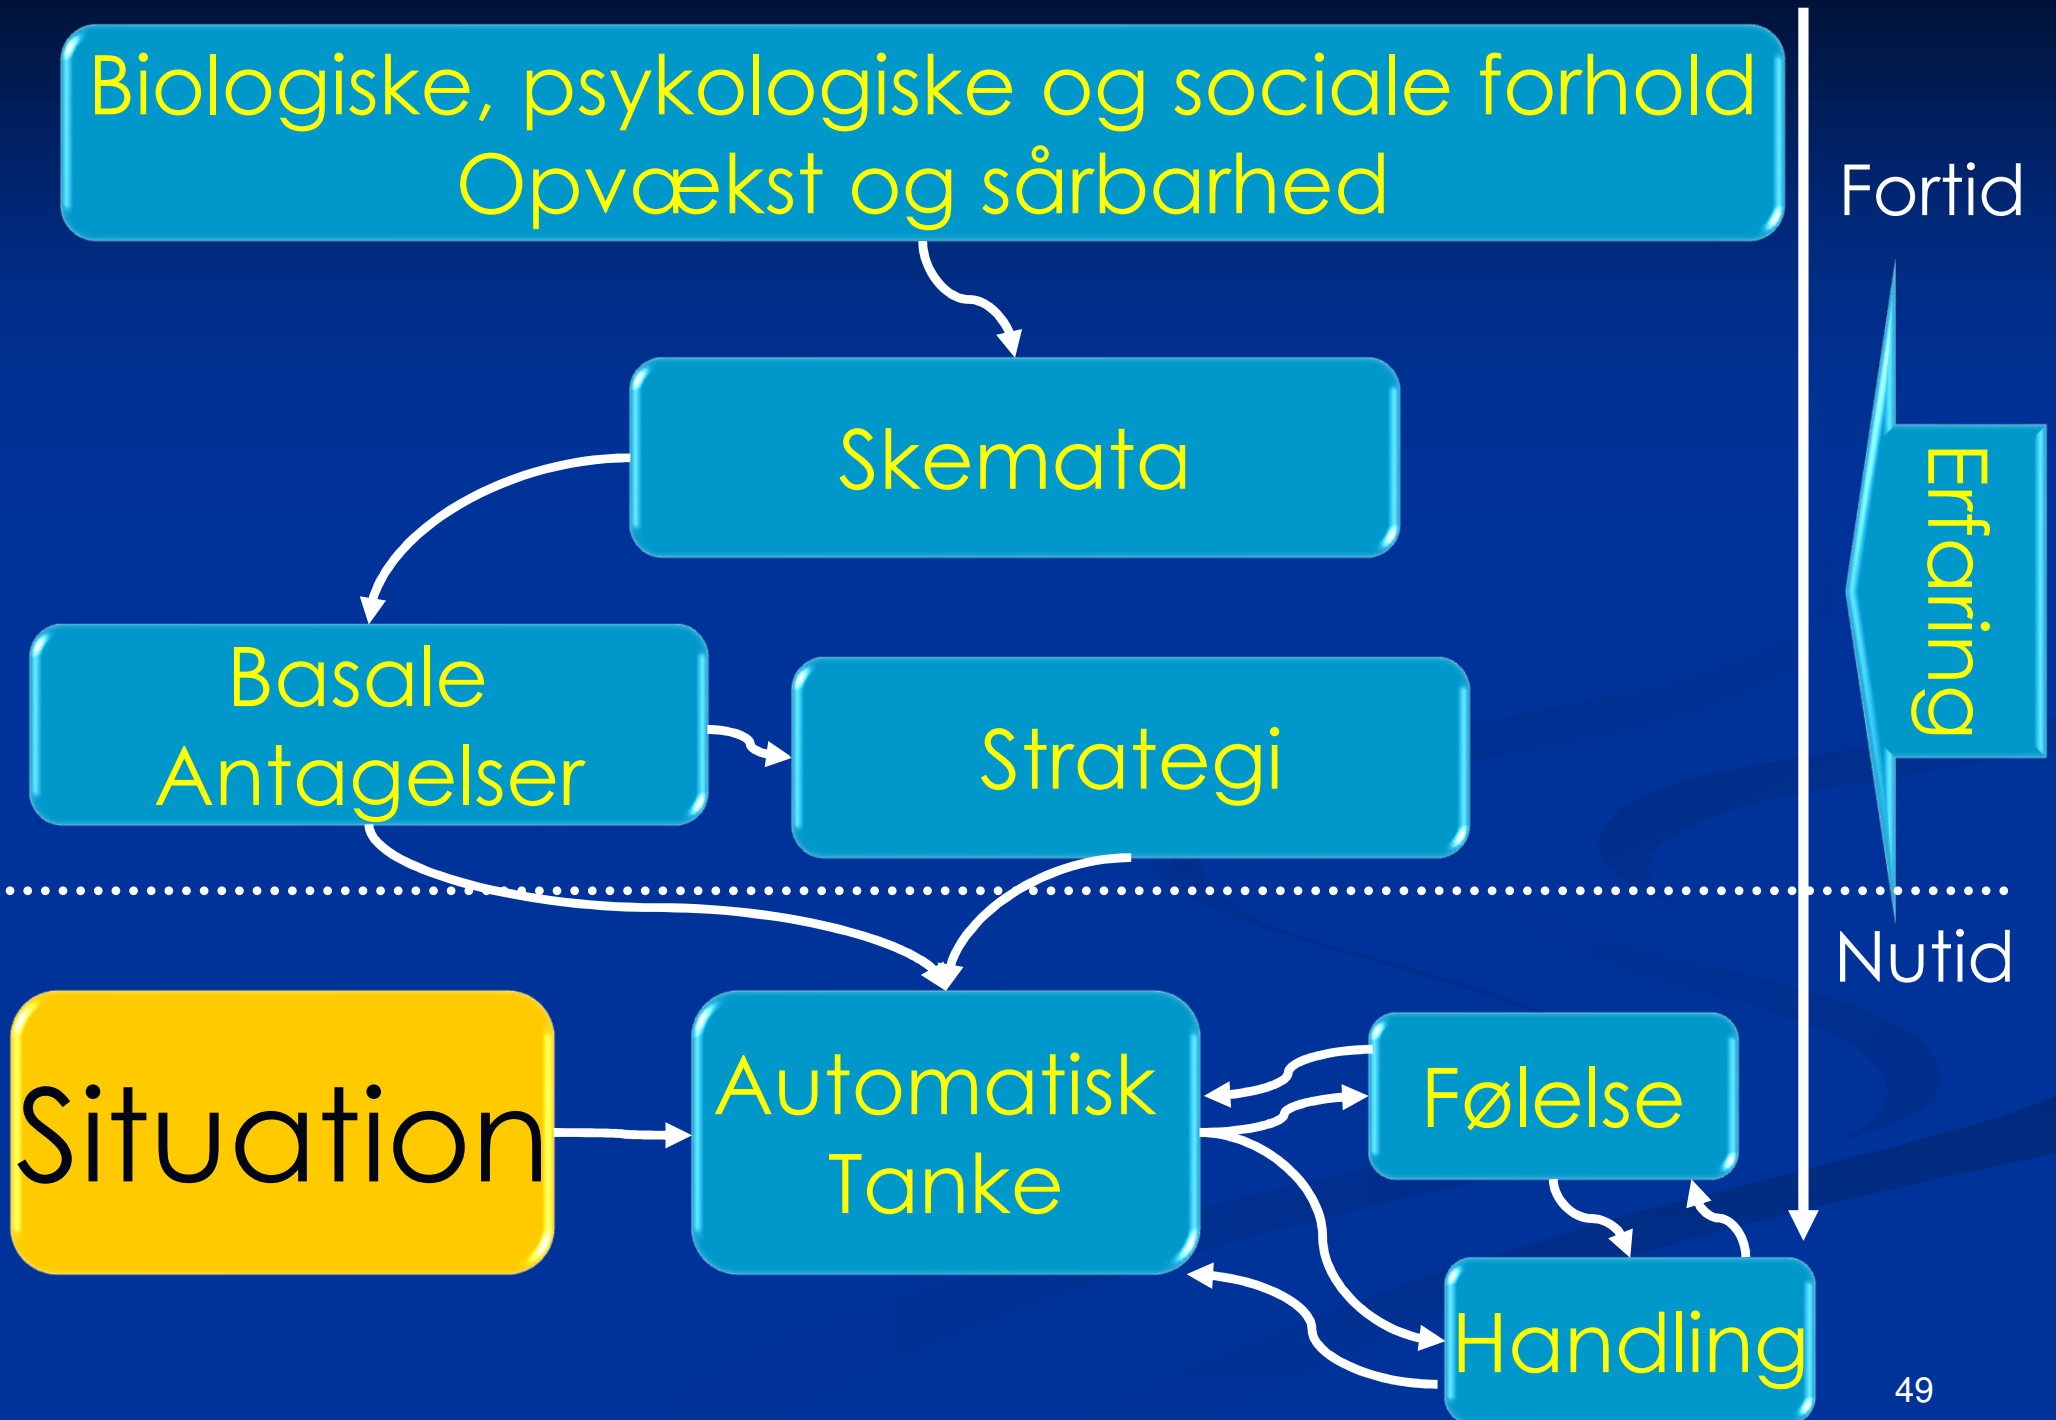 Biologiske, psykologiske og sociale forhold
Opvækst og sårbarhed
Fortid
Skemata
Erfaring
Basale
Antagelser
Strategi
Nutid
Situation
Automatisk
Tanke
Følelse
Handling
49